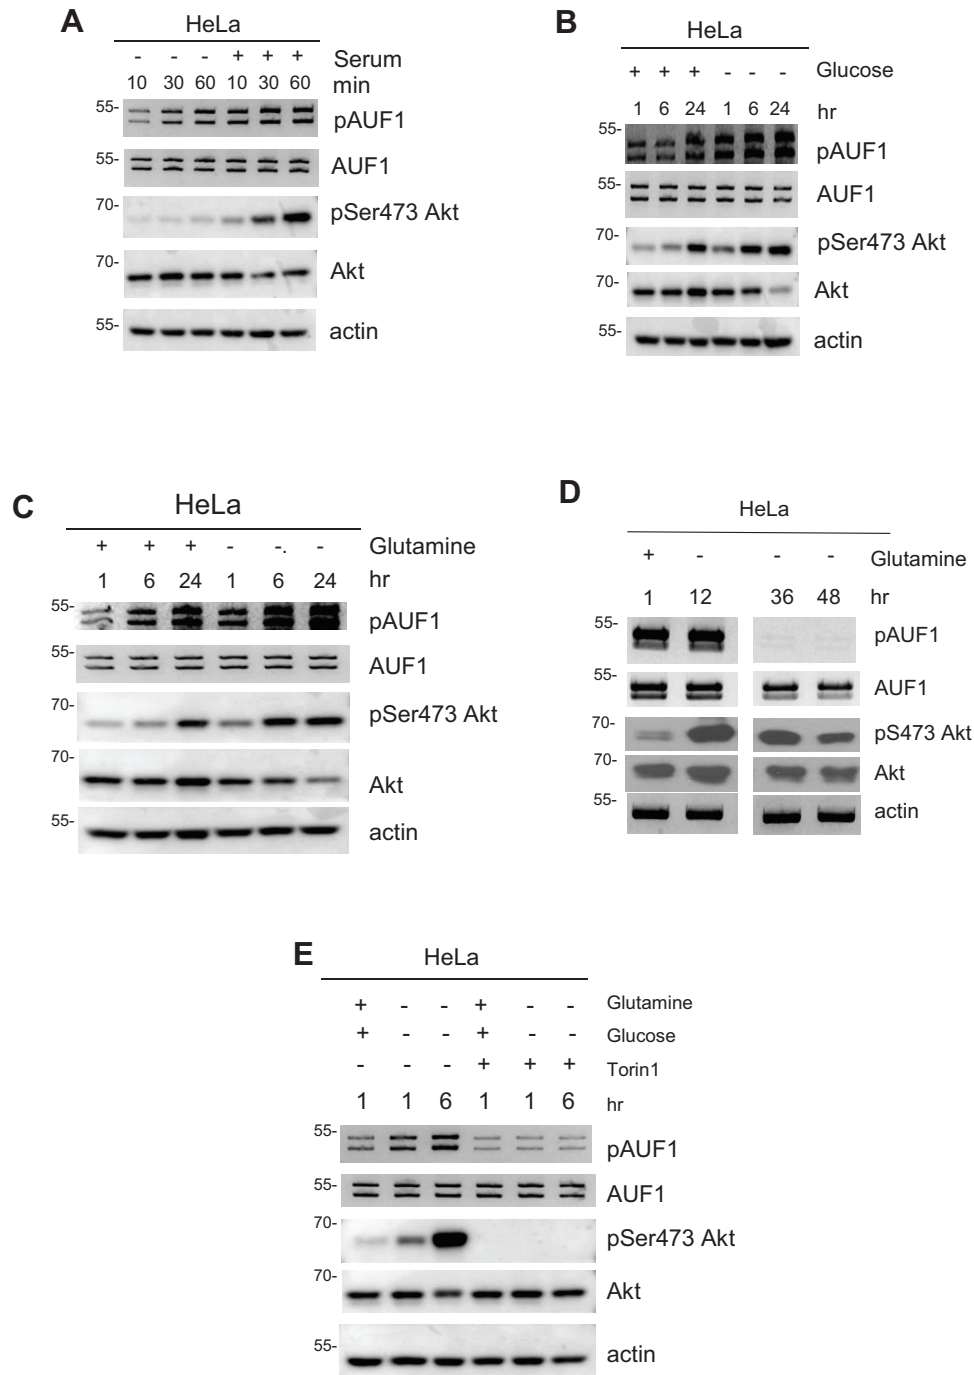 A
HeLa
- - - + + + Serum
10 30 60 10 30 60 min
55- pAUF1
55- AUF1
70- pSer473 Akt
70- Akt
55- actin
B
HeLa
+ + + - - - Glucose
1 6 24 1 6 24 hr
55- pAUF1
55- AUF1
70- pSer473 Akt
70- Akt
55- actin
C
HeLa
+ + + - -. - Glutamine
1 6 24 1 6 24 hr
55- pAUF1
55- AUF1
70- pSer473 Akt
70- Akt
55- actin
D
HeLa
+ - - - Glutamine
1 12 36 48 hr
55- pAUF1
55- AUF1
70- pS473 Akt
70- Akt
55- actin
E
HeLa
+ - - + - - Glutamine
+ - - + - - Glucose
- - - + + + Torin1
1 1 6 1 1 6 hr
55- pAUF1
55- AUF1
70- pSer473 Akt
70- Akt
55- actin